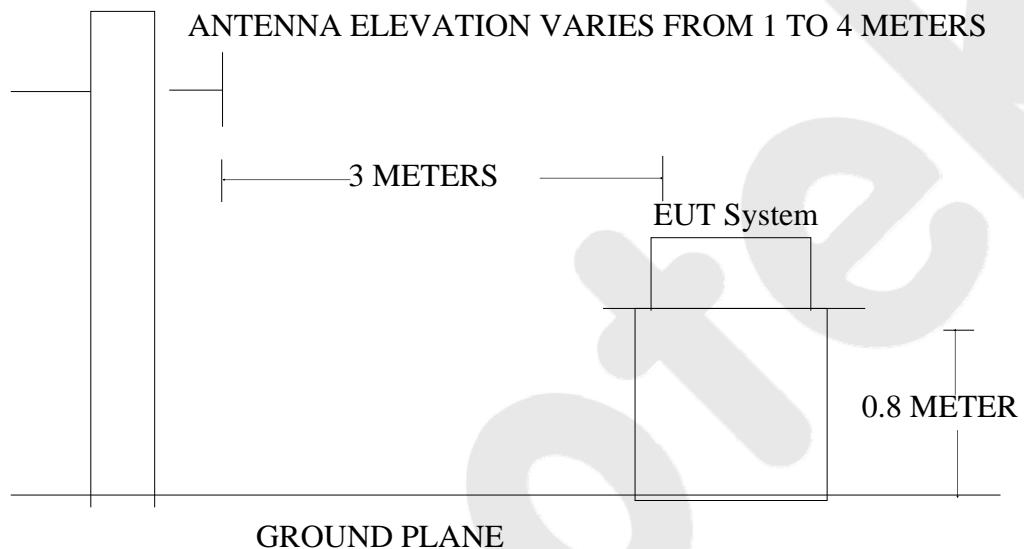 ANTENNA ELEVATION VARIES FROM 1 TO 4 METERS
3 METERS
EUT System
0.8 METER
GROUND PLANE